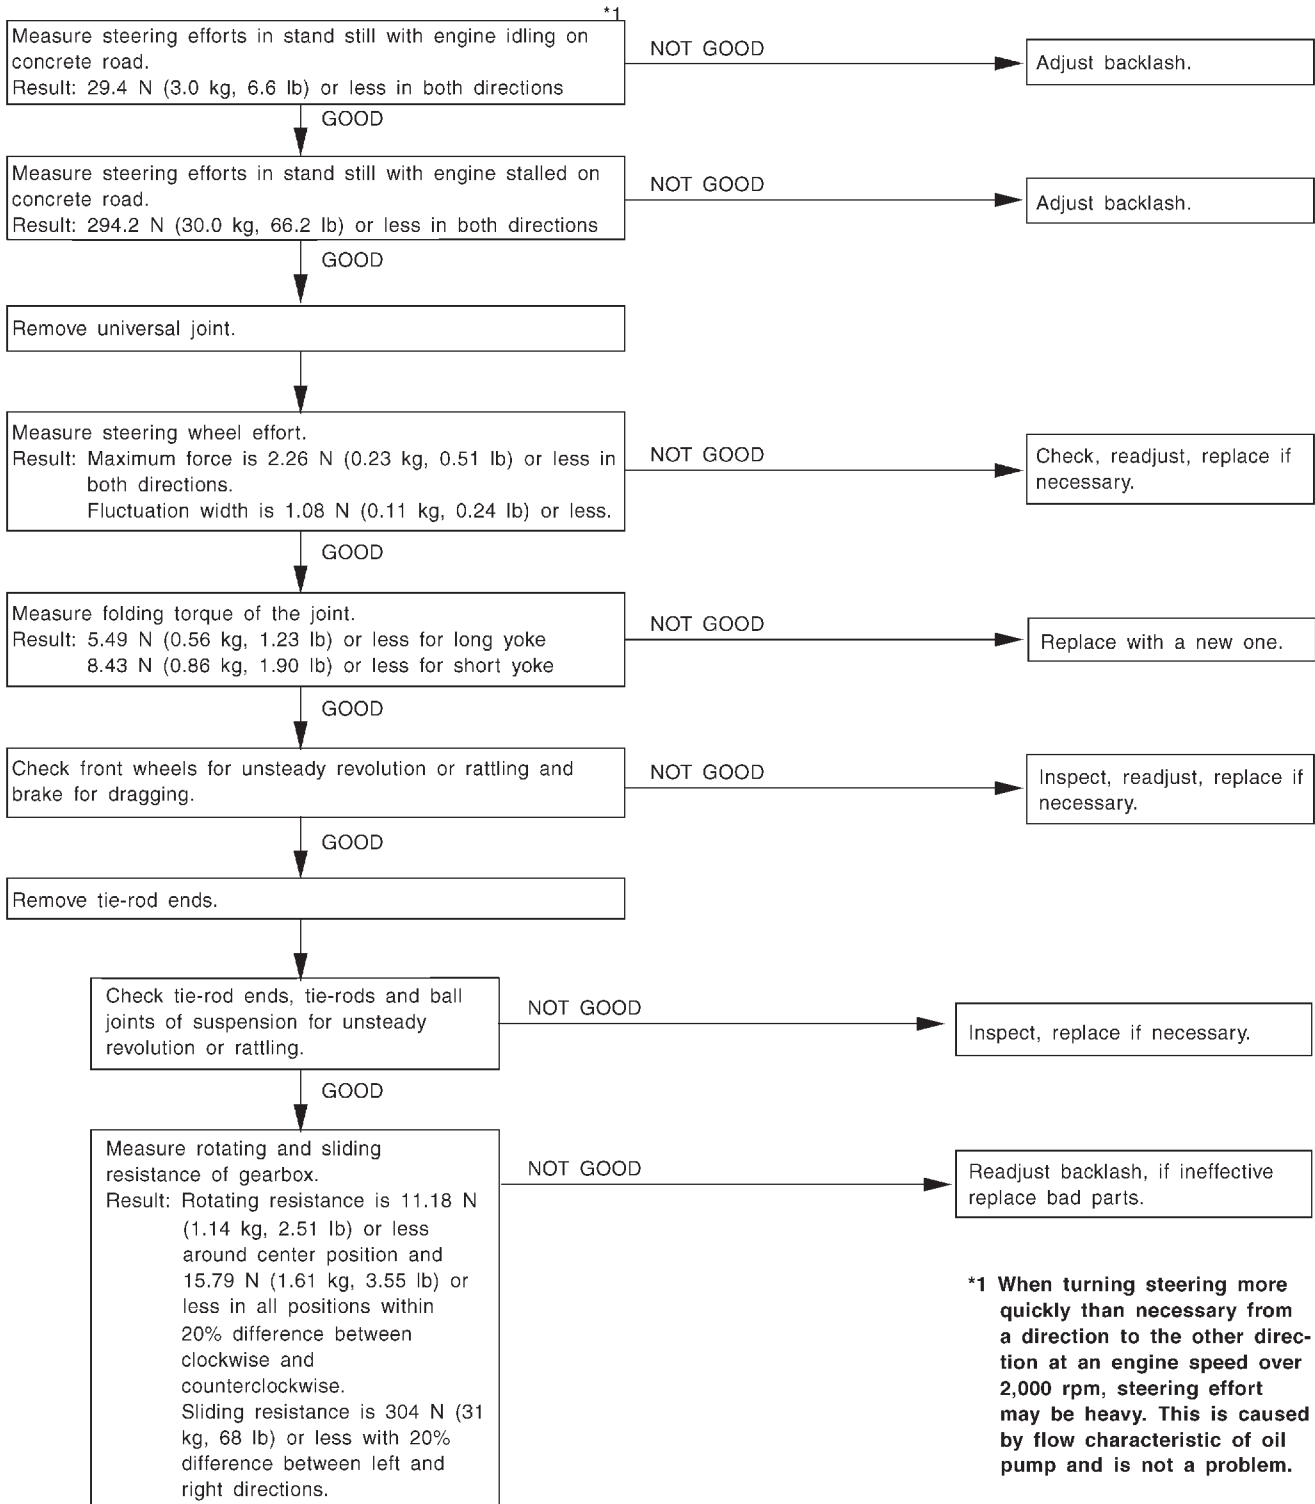 *1
Measure steering efforts in stand still with engine idling on
concrete road.
Result: 29.4 N (3.0 kg, 6.6 lb) or less in both directions
NOT GOOD
Adjust backlash.
GOOD
Measure steering efforts in stand still with engine stalled on
concrete road.
Result: 294.2 N (30.0 kg, 66.2 lb) or less in both directions
NOT GOOD
Adjust backlash.
GOOD
Remove universal joint.
Measure steering wheel effort.
Result: Maximum force is 2.26 N (0.23 kg, 0.51 lb) or less in
both directions.
Fluctuation width is 1.08 N (0.11 kg, 0.24 lb) or less.
NOT GOOD
Check, readjust, replace if
necessary.
GOOD
Measure folding torque of the joint.
Result: 5.49 N (0.56 kg, 1.23 lb) or less for long yoke
8.43 N (0.86 kg, 1.90 lb) or less for short yoke
NOT GOOD
Replace with a new one.
GOOD
Check front wheels for unsteady revolution or rattling and
brake for dragging.
NOT GOOD
Inspect, readjust, replace if
necessary.
GOOD
Remove tie-rod ends.
Check tie-rod ends, tie-rods and ball
joints of suspension for unsteady
revolution or rattling.
NOT GOOD
Inspect, replace if necessary.
GOOD
Measure rotating and sliding
resistance of gearbox.
Result: Rotating resistance is 11.18 N
(1.14 kg, 2.51 lb) or less
around center position and
15.79 N (1.61 kg, 3.55 lb) or
less in all positions within
20% difference between
clockwise and
counterclockwise.
Sliding resistance is 304 N (31
kg, 68 lb) or less with 20%
difference between left and
right directions.
NOT GOOD
Readjust backlash, if ineffective
replace bad parts.
*1 When turning steering more
quickly than necessary from
a direction to the other direc-
tion at an engine speed over
2,000 rpm, steering effort
may be heavy. This is caused
by flow characteristic of oil
pump and is not a problem.